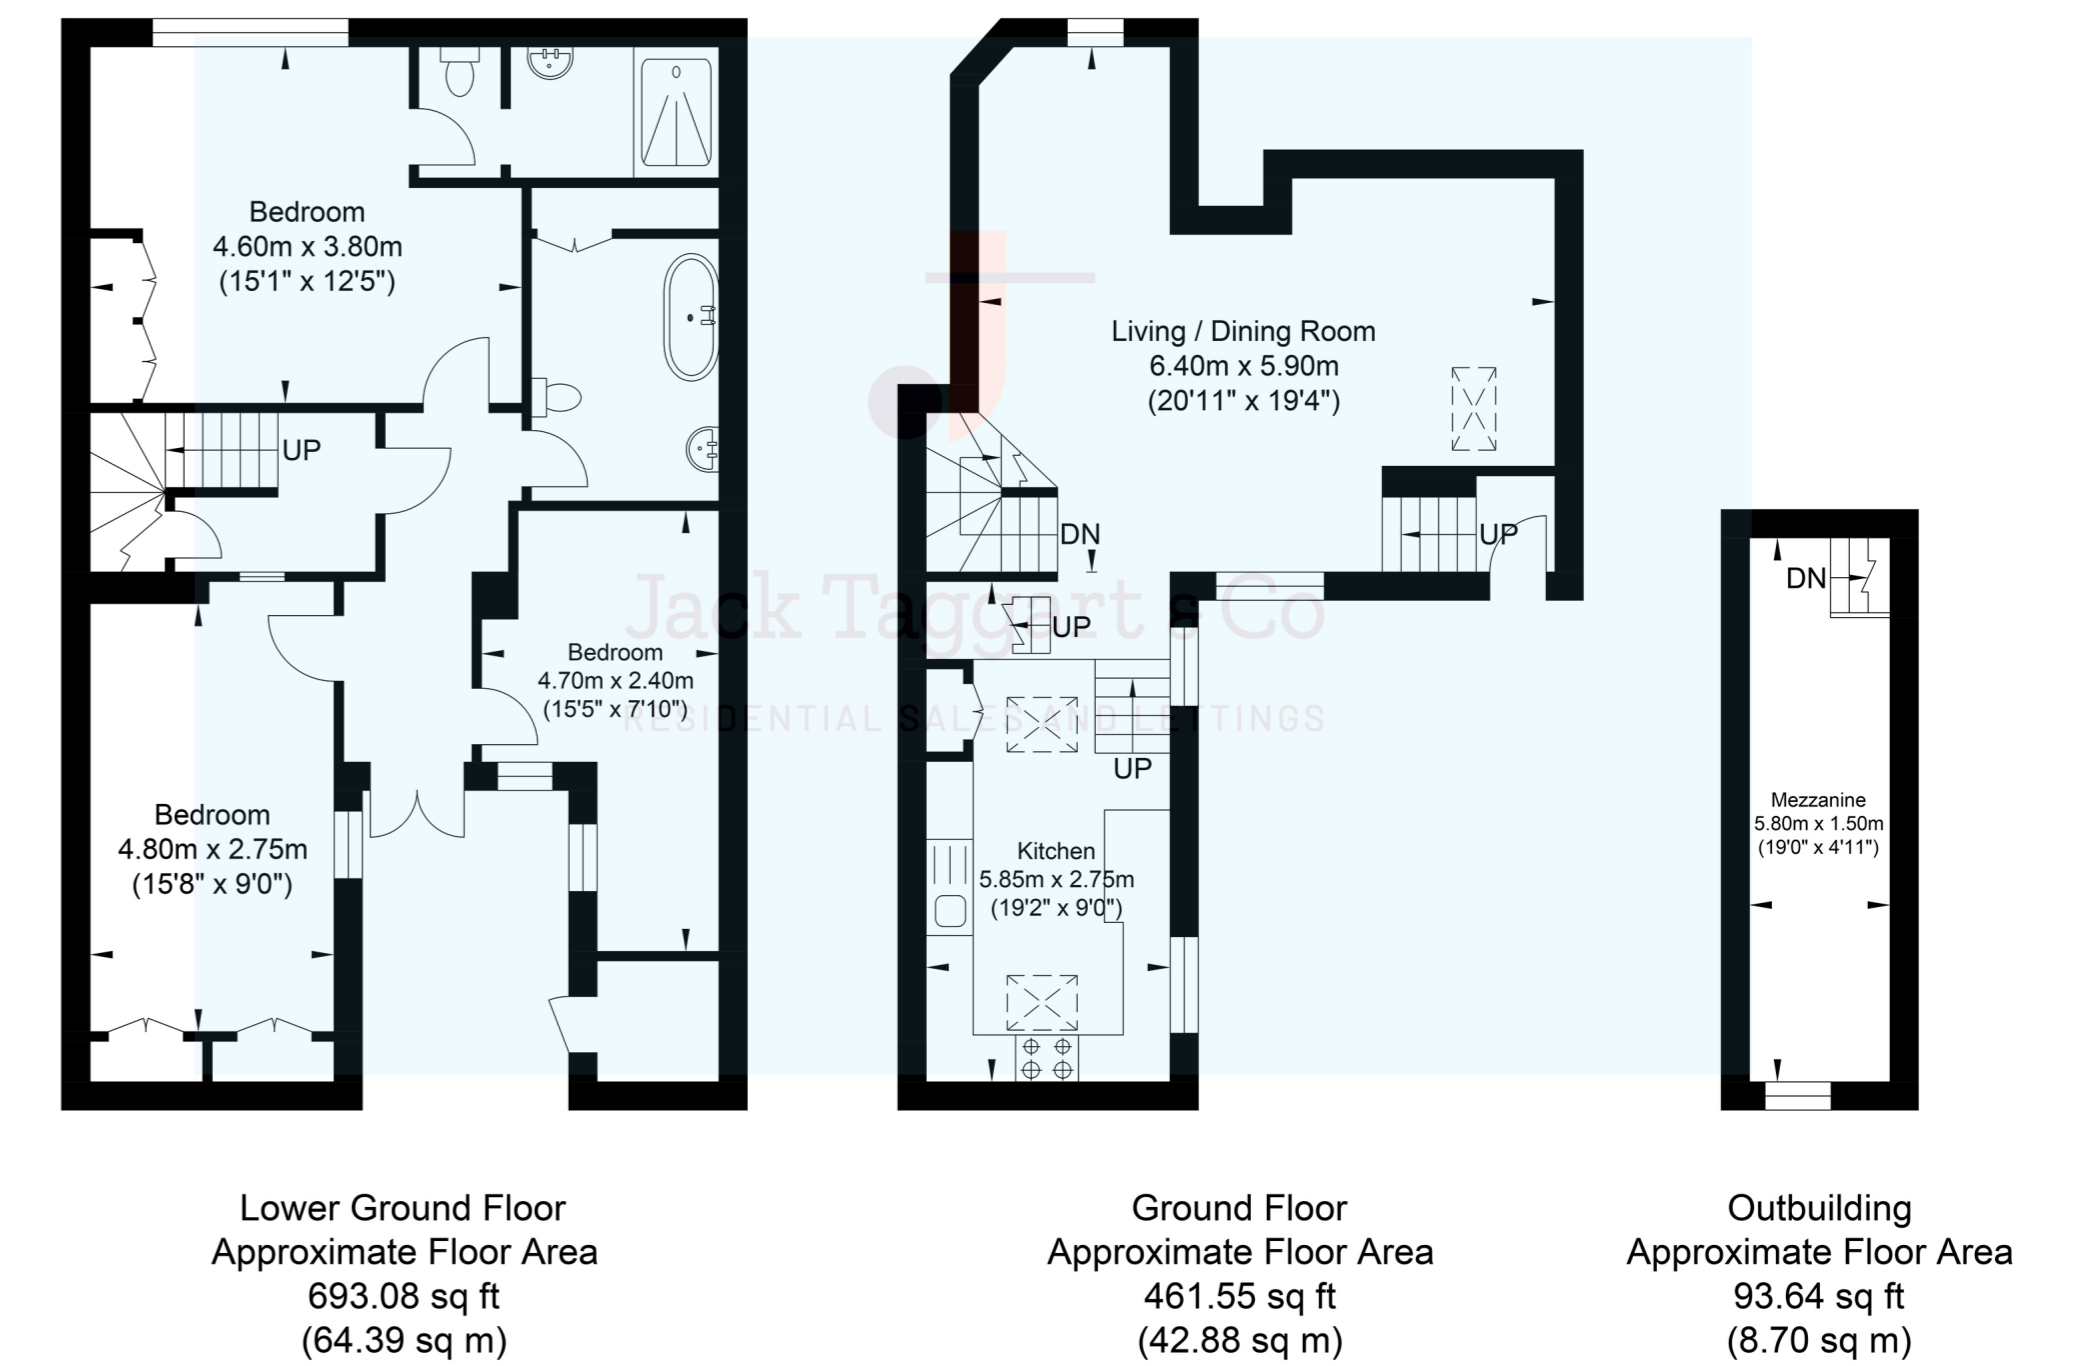 Bedroom
4.60m x 3.80m
(15'1" x 12'5")
UP
Bedroom
4.70m x 2.40m
(15'5" x 7'10")
Bedroom
4.80m x 2.75m
(15'8" x 9'0")
Lower Ground Floor
Approximate Floor Area
693.08 sq ft
(64.39 sq m)
Living / Dining Room
6.40m x 5.90m
(20'11" x 19'4")
DN
UP
UP
UP
Kitchen
5.85m x 2.75m
(19'2" x 9'0")
Ground Floor
Approximate Floor Area
461.55 sq ft
(42.88 sq m)
DN
Mezzanine
5.80m x 1.50m
(19'0" x 4'11")
Outbuilding
Approximate Floor Area
93.64 sq ft
(8.70 sq m)
Jack Taggart & Co
RESIDENTIAL SALES AND LETTINGS